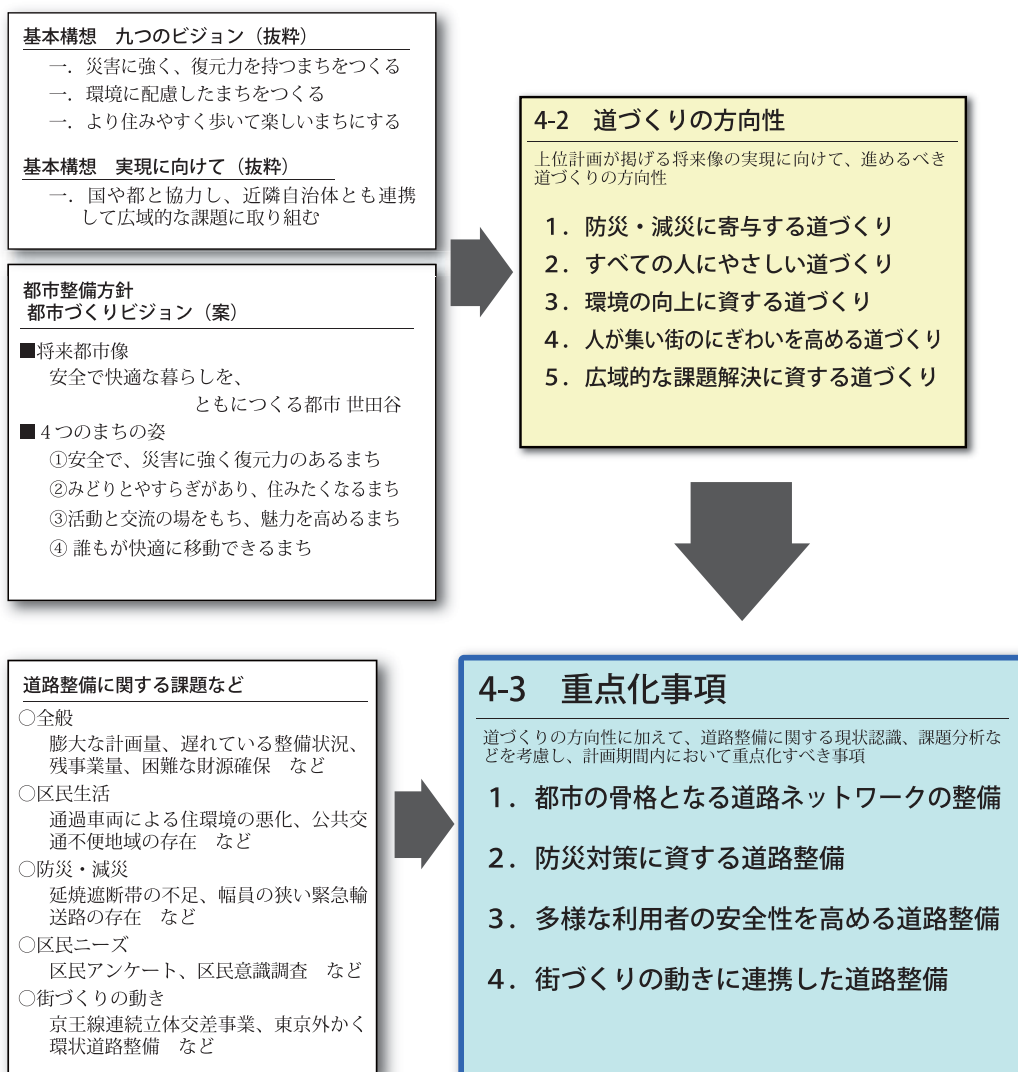 基本構想　九つのビジョン（抜粋）
一．災害に強く、復元力を持つまちをつくる
一．環境に配慮したまちをつくる
一．より住みやすく歩いて楽しいまちにする
基本構想　実現に向けて（抜粋）
一．国や都と協力し、近隣自治体とも連携
して広域的な課題に取り組む
都市整備方針
都市づくりビジョン（案）
■将来都市像
安全で快適な暮らしを、
ともにつくる都市 世田谷
■４つのまちの姿
①安全で、災害に強く復元力のあるまち
②みどりとやすらぎがあり、住みたくなるまち
③活動と交流の場をもち、魅力を高めるまち
④ 誰もが快適に移動できるまち
4-2　道づくりの方向性
上位計画が掲げる将来像の実現に向けて、進めるべき
道づくりの方向性
１．防災・減災に寄与する道づくり
２．すべての人にやさしい道づくり
３．環境の向上に資する道づくり
４．人が集い街のにぎわいを高める道づくり
５．広域的な課題解決に資する道づくり
道路整備に関する課題など
○全般
膨大な計画量、遅れている整備状況、
残事業量、困難な財源確保　など
○区民生活
通過車両による住環境の悪化、公共交
通不便地域の存在　など
○防災・減災
延焼遮断帯の不足、幅員の狭い緊急輸
送路の存在　など
○区民ニーズ
区民アンケート、区民意識調査　など
○街づくりの動き
京王線連続立体交差事業、東京外かく
環状道路整備　など
4-3　重点化事項
道づくりの方向性に加えて、道路整備に関する現状認識、課題分析な
どを考慮し、計画期間内において重点化すべき事項
１．都市の骨格となる道路ネットワークの整備
２．防災対策に資する道路整備
３．多様な利用者の安全性を高める道路整備
４．街づくりの動きに連携した道路整備